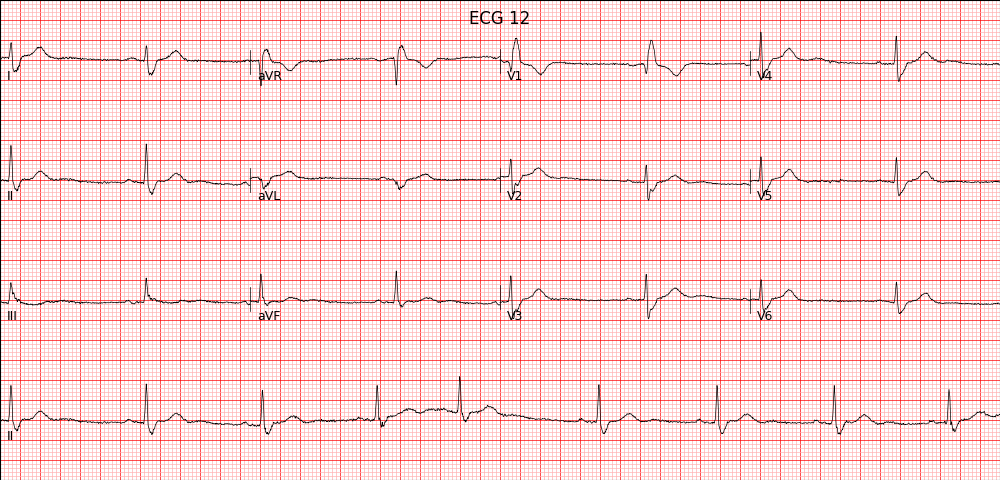 ECG 12
I aVR V1 V4
II aVL V2 V5
III aVF V3 V6
II